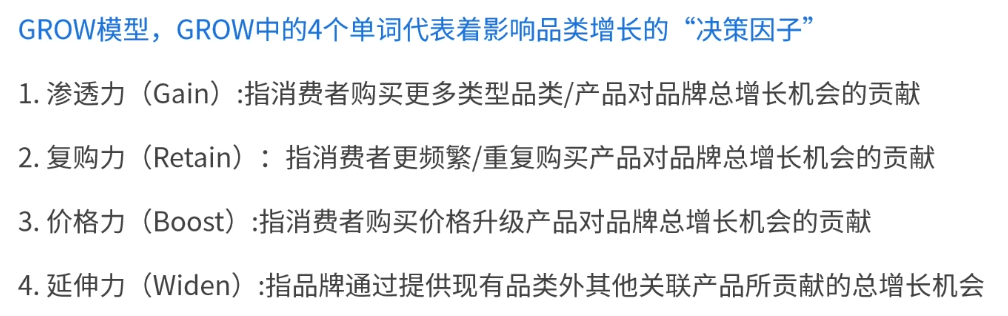 GROW模型，GROW中的4个单词代表着影响品类增长的“决策因子”
1. 渗透力（Gain）:指消费者购买更多类型品类/产品对品牌总增长机会的贡献
2. 复购力（Retain）：指消费者更频繁/重复购买产品对品牌总增长机会的贡献
3. 价格力（Boost）:指消费者购买价格升级产品对品牌总增长机会的贡献
4. 延伸力（Widen）:指品牌通过提供现有品类外其他关联产品所贡献的总增长机会